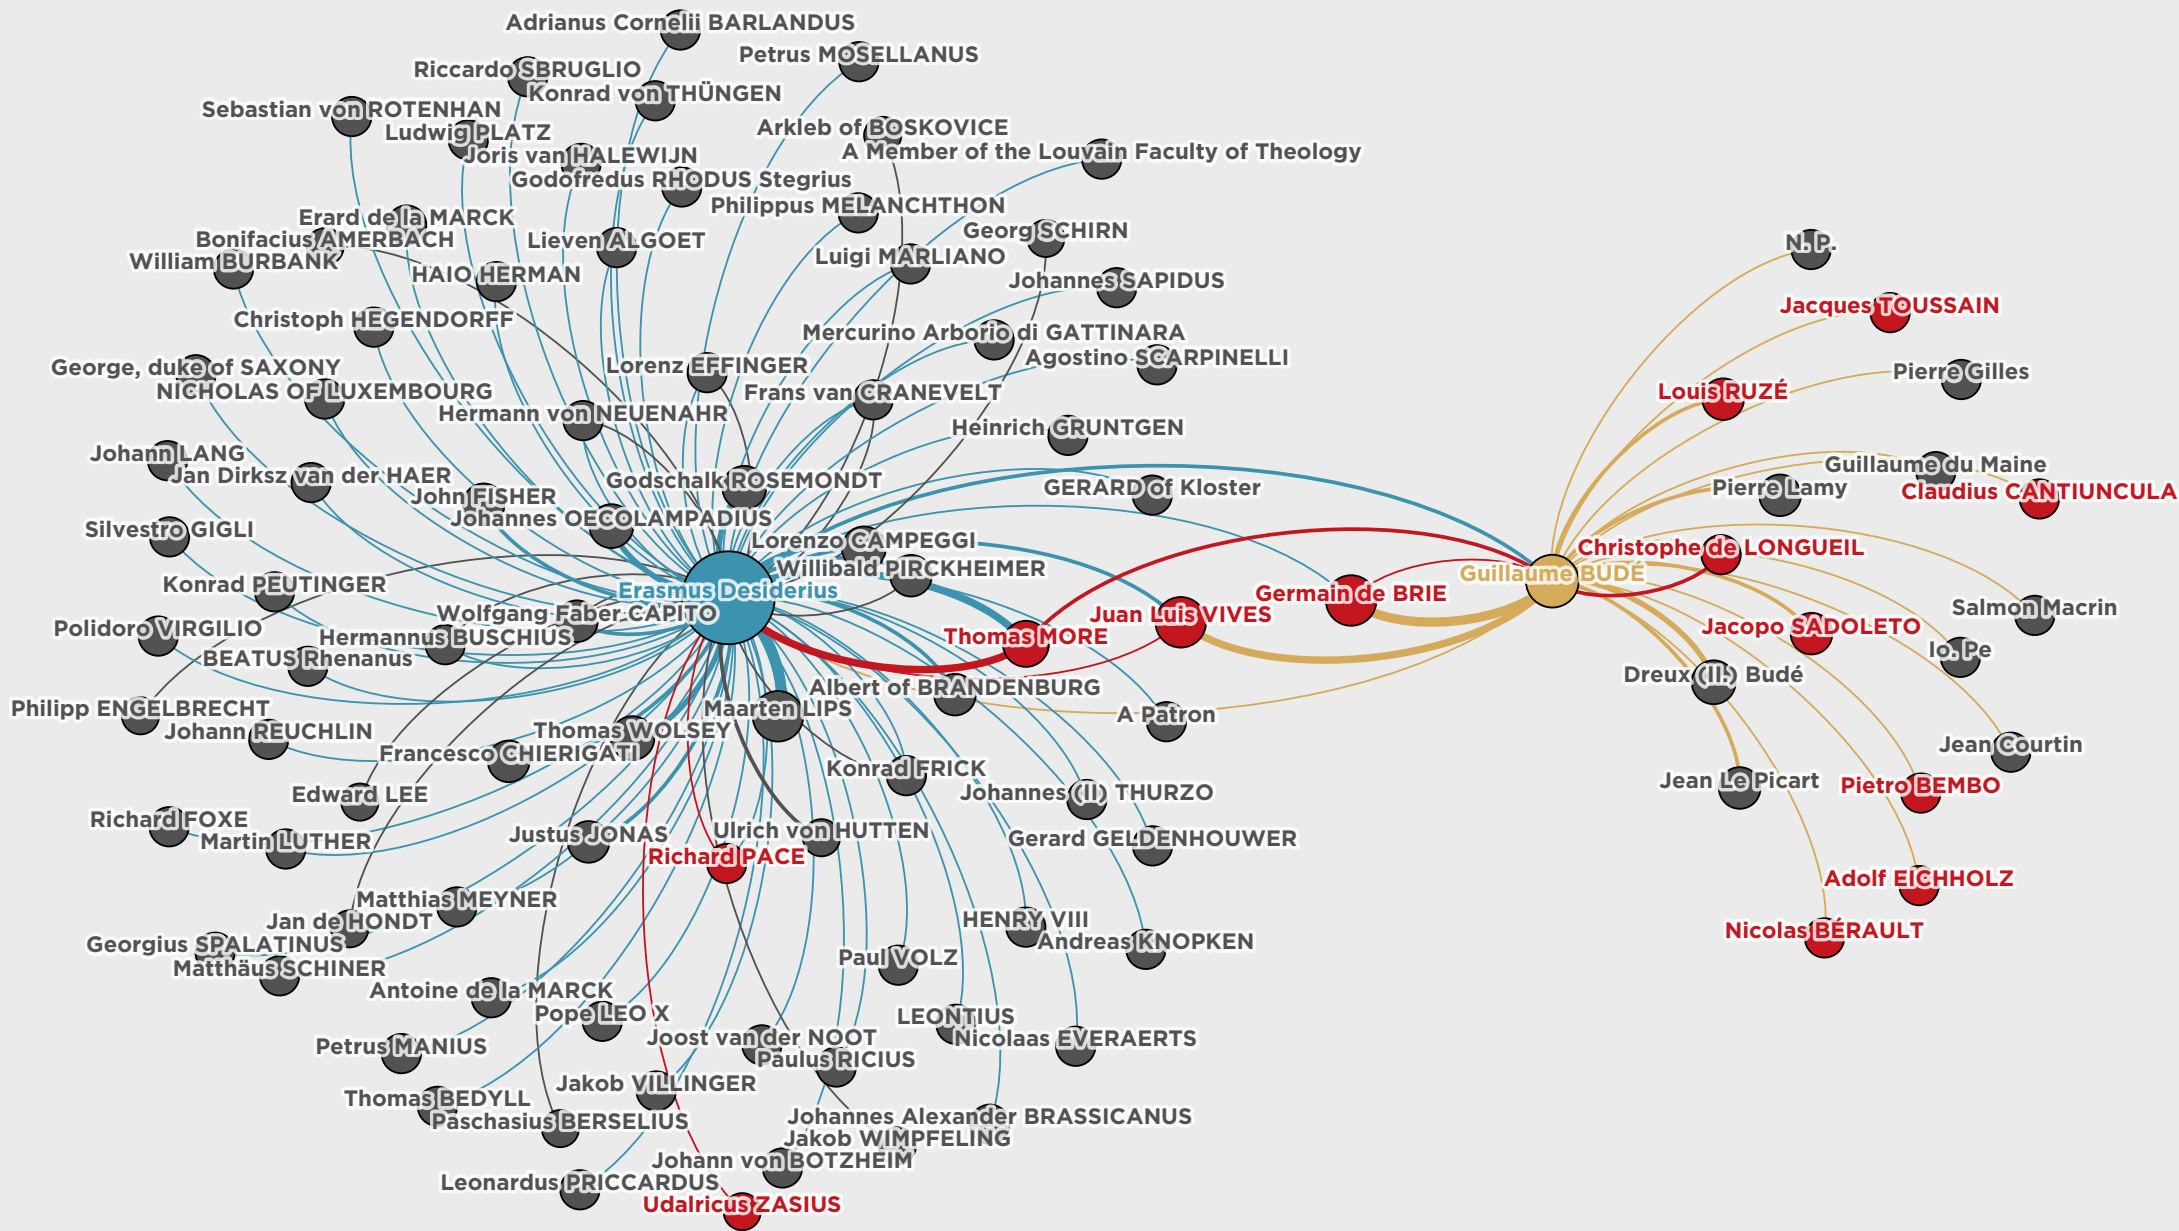 Adrianus Cornelii BARLANDUS
Petrus MOSELLANUS
Riccardo SBRUGLIO
Konrad von THÜNGEN
Sebastian von ROTENHAN
Arkleb of BOSKOVICE
Ludwig PLATZ
A Member of the Louvain Faculty of Theology
Joris van HALEWIJN
Godofredus RHODUS Stegrius
Philippus MELANCHTHON
Erard de la MARCK
Georg SCHIRN
Bonifacius AMERBACH
Lieven ALGOET
N. P.
Luigi MARLIANO
William BURBANK
HAIO HERMAN
Johannes SAPIDUS
Jacques TOUSSAIN
Christoph HEGENDORFF
Mercurino Arborio di GATTINARA
Agostino SCARPINELLI
Lorenz EFFINGER
George, duke of SAXONY
Pierre Gilles
NICHOLAS OF LUXEMBOURG
Frans van CRANEVELT
Louis RUZÉ
Hermann von NEUENAHR
Heinrich GRUNTGEN
Johann LANG
Guillaume du Maine
Jan Dirksz van der HAER
Godschalk ROSEMONDT
GERARD of Kloster
Pierre Lamy
Claudius CANTIUNCULA
John FISHER
Johannes OECOLAMPADIUS
Silvestro GIGLI
Lorenzo CAMPEGGI
Christophe de LONGUEIL
Willibald PIRCKHEIMER
Guillaume BUDÉ
Konrad PEUTINGER
Erasmus Desiderius
Germain de BRIE
Salmon Macrin
Wolfgang Faber CAPITO
Juan Luis VIVES
Polidoro VIRGILIO
Hermannus BUSCHIUS
Thomas MORE
Jacopo SADOLETO
Io. Pe
BEATUS Rhenanus
Dreux (II.) Budé
Albert of BRANDENBURG
Philipp ENGELBRECHT
Maarten LIPS
A Patron
Johann REUCHLIN
Thomas WOLSEY
Jean Courtin
Francesco CHIERIGATI
Konrad FRICK
Jean Le Picart
Pietro BEMBO
Edward LEE
Johannes (II) THURZO
Richard FOXE
Ulrich von HUTTEN
Justus JONAS
Gerard GELDENHOUWER
Martin LUTHER
Richard PACE
Adolf EICHHOLZ
Matthias MEYNER
HENRY VIII
Jan de HONDT
Nicolas BÉRAULT
Andreas KNOPKEN
Georgius SPALATINUS
Paul VOLZ
Matthäus SCHINER
Antoine de la MARCK
Pope LEO X
LEONTIUS
Joost van der NOOT
Nicolaas EVERAERTS
Petrus MANIUS
Paulus RICIUS
Jakob VILLINGER
Thomas BEDYLL
Johannes Alexander BRASSICANUS
Paschasius BERSELIUS
Jakob WIMPFELING
Johann von BOTZHEIM
Leonardus PRICCARDUS
Udalricus ZASIUS